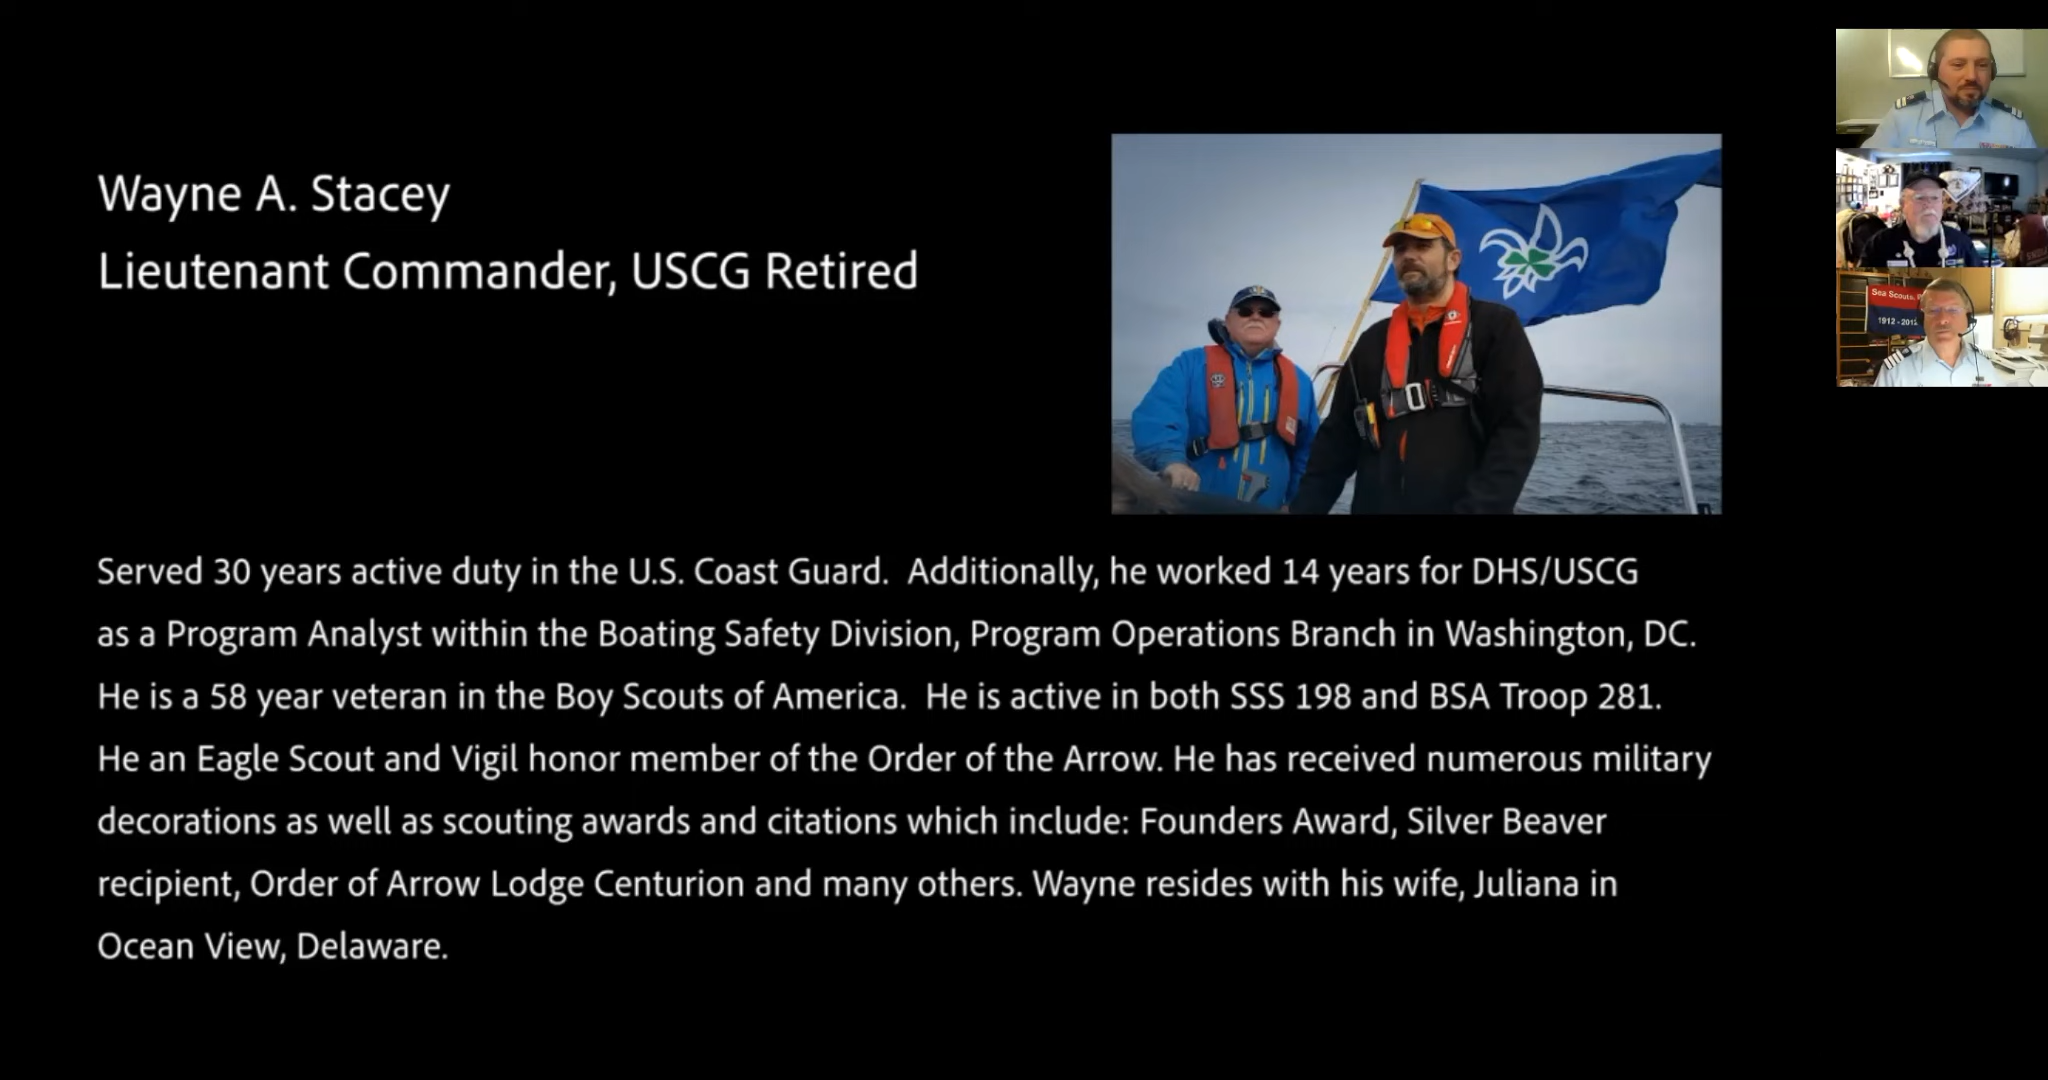 Wayne A. Stacey
Lieutenant Commander, USCG Retired
Served 30 years active duty in the U.S. Coast Guard.  Additionally, he worked 14 years for DHS/USCG
as a Program Analyst within the Boating Safety Division, Program Operations Branch in Washington, DC.
He is a 58 year veteran in the Boy Scouts of America.  He is active in both SSS 198 and BSA Troop 281.
He an Eagle Scout and Vigil honor member of the Order of the Arrow. He has received numerous military
decorations as well as scouting awards and citations which include: Founders Award, Silver Beaver
recipient, Order of Arrow Lodge Centurion and many others. Wayne resides with his wife, Juliana in
Ocean View, Delaware.
Sea Scouts,
1912 - 2012